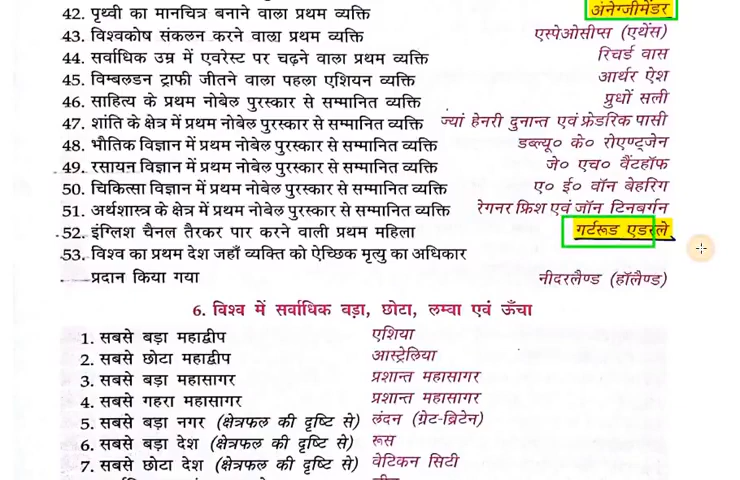 42. पृथ्वी का मानचित्र बनाने वाला प्रथम व्यक्ति अंनेग्जीमेंडर
43. विश्वकोष संकलन करने वाला प्रथम व्यक्ति एस्पेओसीप्स (एथेंस)
44. सर्वाधिक उम्र में एवरेस्ट पर चढ़ने वाला प्रथम व्यक्ति रिचर्ड वास
45. विम्बलडन ट्राफी जीतने वाला पहला एशियन व्यक्ति आर्थर ऐश
46. साहित्य के प्रथम नोबेल पुरस्कार से सम्मानित व्यक्ति प्रुधों सली
47. शांति के क्षेत्र में प्रथम नोबेल पुरस्कार से सम्मानित व्यक्ति ज्यां हेनरी दुनान्त एवं फ्रेडरिक पासी
48. भौतिक विज्ञान में प्रथम नोबेल पुरस्कार से सम्मानित व्यक्ति डब्ल्यू० के० रोएण्ट्जेन
49. रसायन विज्ञान में प्रथम नोबेल पुरस्कार से सम्मानित व्यक्ति जे० एच० वैंटहॉफ
50. चिकित्सा विज्ञान में प्रथम नोबेल पुरस्कार से सम्मानित व्यक्ति ए० ई० वॉन बेहरिग
51. अर्थशास्त्र के क्षेत्र में प्रथम नोबेल पुरस्कार से सम्मानित व्यक्ति रेगनर फ्रिश एवं जॉन टिनबर्गन
52. इंग्लिश चैनल तैरकर पार करने वाली प्रथम महिला गर्टरूड एडरले
53. विश्व का प्रथम देश जहाँ व्यक्ति को ऐच्छिक मृत्यु का अधिकार
प्रदान किया गया नीदरलैण्ड (हॉलैण्ड)
6. विश्व में सर्वाधिक बड़ा, छोटा, लम्बा एवं ऊँचा
1. सबसे बड़ा महाद्वीप एशिया
2. सबसे छोटा महाद्वीप आस्ट्रेलिया
3. सबसे बड़ा महासागर प्रशान्त महासागर
4. सबसे गहरा महासागर प्रशान्त महासागर
5. सबसे बड़ा नगर (क्षेत्रफल की दृष्टि से) लंदन (ग्रेट-ब्रिटेन)
6. सबसे बड़ा देश (क्षेत्रफल की दृष्टि से) रूस
7. सबसे छोटा देश (क्षेत्रफल की दृष्टि से) वेटिकन सिटी